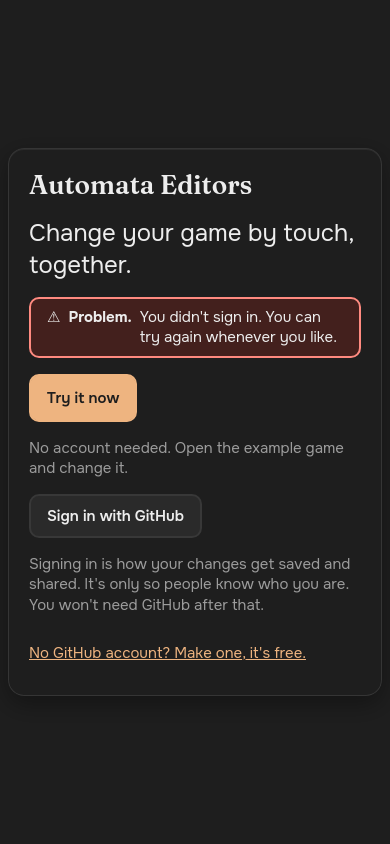 Automata Editors
Change your game by touch,
together.
⚠ Problem. You didn't sign in. You can
try again whenever you like.
Try it now
No account needed. Open the example game
and change it.
Sign in with GitHub
Signing in is how your changes get saved and
shared. It's only so people know who you are.
You won't need GitHub after that.
No GitHub account? Make one, it's free.